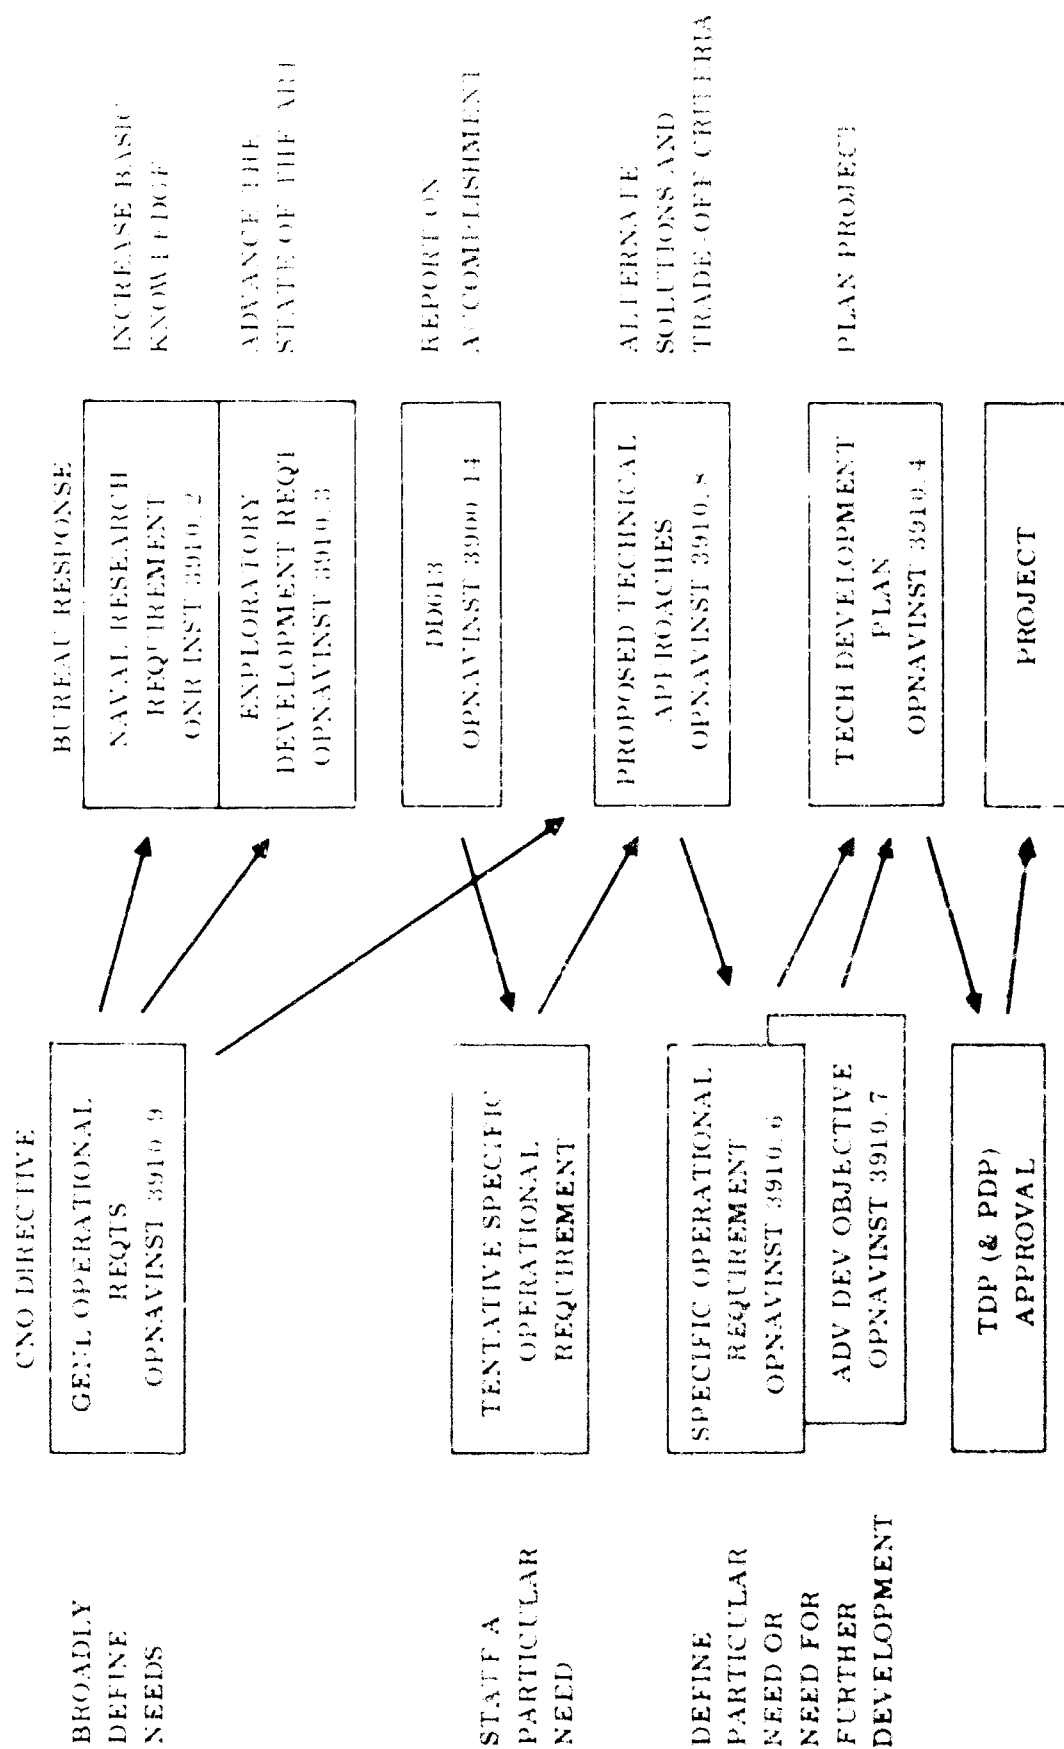 CNO DIRECTIVE
BUREAU RESPONSE
BROADLY
DEFINE
NEEDS
GEN'L OPERATIONAL
REQTS
OPNAVINST 3910.9
NAVAL RESEARCH
REQUIREMENT
ONR INST 3910.2
INCREASE BASIC
KNOWLEDGE
EXPLORATORY
DEVELOPMENT REQT
OPNAVINST 3910.3
ADVANCE THE
STATE OF THE ART
DD613
OPNAVINST 3900.14
REPORT ON
ACCOMPLISHMENT
STATE A
PARTICULAR
NEED
TENTATIVE SPECIFIC
OPERATIONAL
REQUIREMENT
PROPOSED TECHNICAL
APPROACHES
OPNAVINST 3910.8
ALTERNATE
SOLUTIONS AND
TRADE-OFF CRITERIA
DEFINE
PARTICULAR
NEED OR
NEED FOR
FURTHER
DEVELOPMENT
SPECIFIC OPERATIONAL
REQUIREMENT
OPNAVINST 3910.6
ADV DEV OBJECTIVE
OPNAVINST 3910.7
TECH DEVELOPMENT
PLAN
OPNAVINST 3910.4
PLAN PROJECT
TDP (& PDP)
APPROVAL
PROJECT